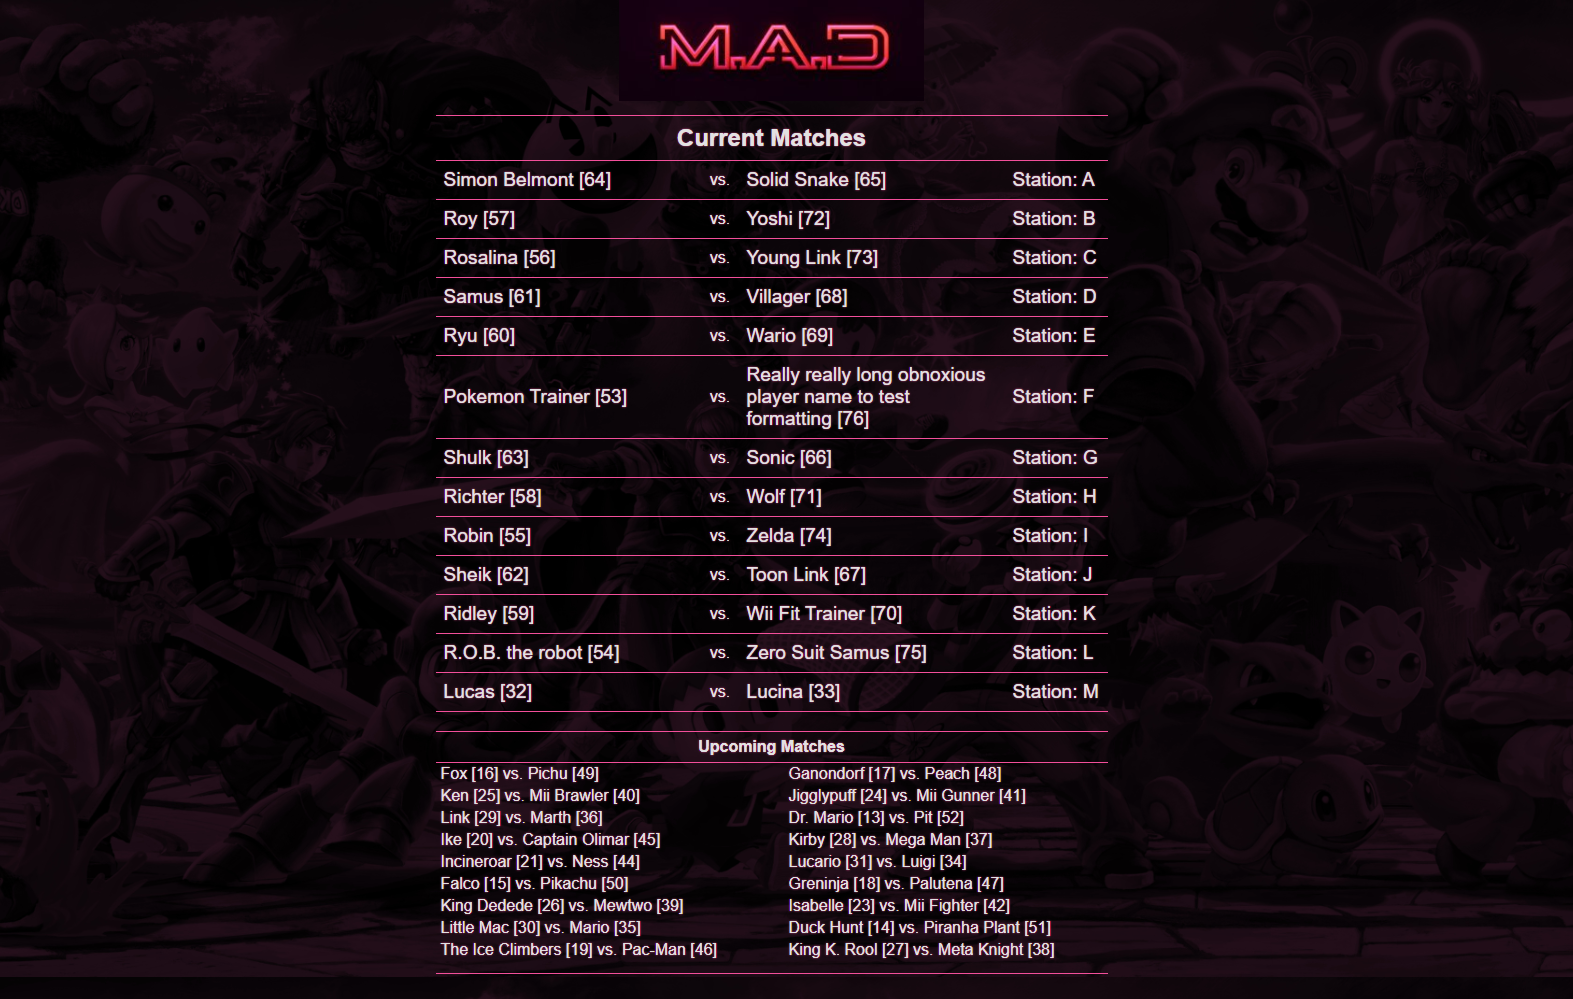 M.A.D
Current Matches
Simon Belmont [64] vs. Solid Snake [65] Station: A
Roy [57] vs. Yoshi [72] Station: B
Rosalina [56] vs. Young Link [73] Station: C
Samus [61] vs. Villager [68] Station: D
Ryu [60] vs. Wario [69] Station: E
Really really long obnoxious
Pokemon Trainer [53] vs. player name to test Station: F
formatting [76]
Shulk [63] vs. Sonic [66] Station: G
Richter [58] vs. Wolf [71] Station: H
Robin [55] vs. Zelda [74] Station: I
Sheik [62] vs. Toon Link [67] Station: J
Ridley [59] vs. Wii Fit Trainer [70] Station: K
R.O.B. the robot [54] vs. Zero Suit Samus [75] Station: L
Lucas [32] vs. Lucina [33] Station: M
Upcoming Matches
Fox [16] vs. Pichu [49] Ganondorf [17] vs. Peach [48]
Ken [25] vs. Mii Brawler [40] Jigglypuff [24] vs. Mii Gunner [41]
Link [29] vs. Marth [36] Dr. Mario [13] vs. Pit [52]
Ike [20] vs. Captain Olimar [45] Kirby [28] vs. Mega Man [37]
Incineroar [21] vs. Ness [44] Lucario [31] vs. Luigi [34]
Falco [15] vs. Pikachu [50] Greninja [18] vs. Palutena [47]
King Dedede [26] vs. Mewtwo [39] Isabelle [23] vs. Mii Fighter [42]
Little Mac [30] vs. Mario [35] Duck Hunt [14] vs. Piranha Plant [51]
The Ice Climbers [19] vs. Pac-Man [46] King K. Rool [27] vs. Meta Knight [38]